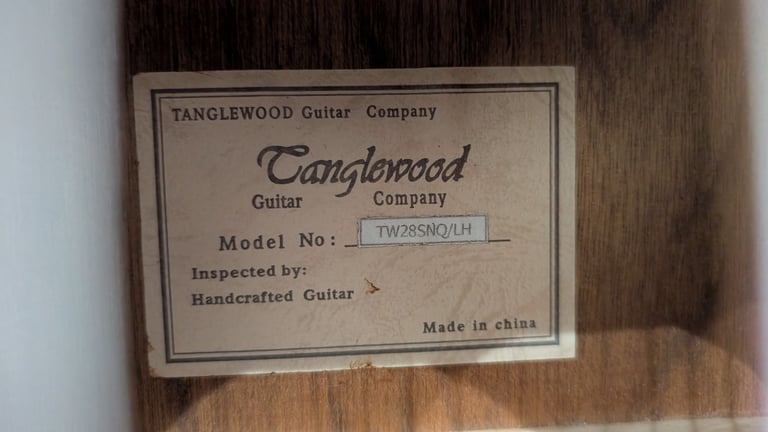 TANGLEWOOD Guitar Company
Tanglewood
Guitar Company
Model No: TW28SNQ/LH
Inspected by:
Handcrafted Guitar
Made in china